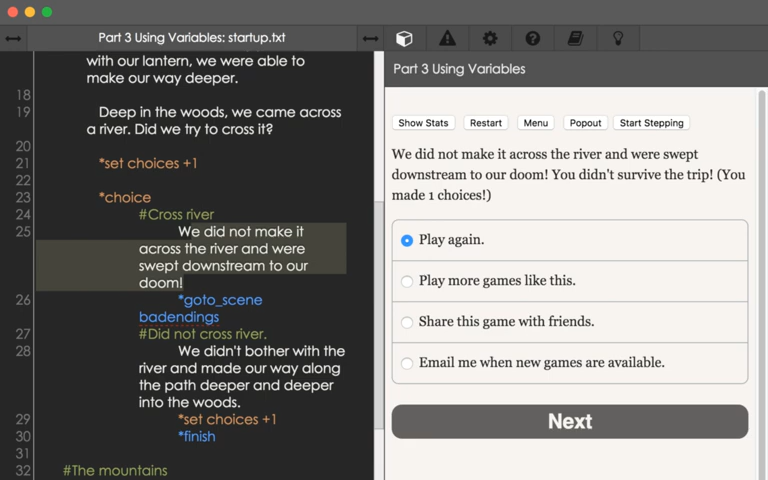 Part 3 Using Variables: startup.txt
with our lantern, we were able to
make our way deeper.
18
19 Deep in the woods, we came across
a river. Did we try to cross it?
20
21 *set choices +1
22
23 *choice
24 #Cross river
25 We did not make it
across the river and were
swept downstream to our
doom!
26 *goto_scene
badendings
27 #Did not cross river.
28 We didn't bother with the
river and made our way along
the path deeper and deeper
into the woods.
29 *set choices +1
30 *finish
31
32 #The mountains
Part 3 Using Variables
Show Stats Restart Menu Popout Start Stepping
We did not make it across the river and were swept
downstream to our doom! You didn't survive the trip! (You
made 1 choices!)
Play again.
Play more games like this.
Share this game with friends.
Email me when new games are available.
Next